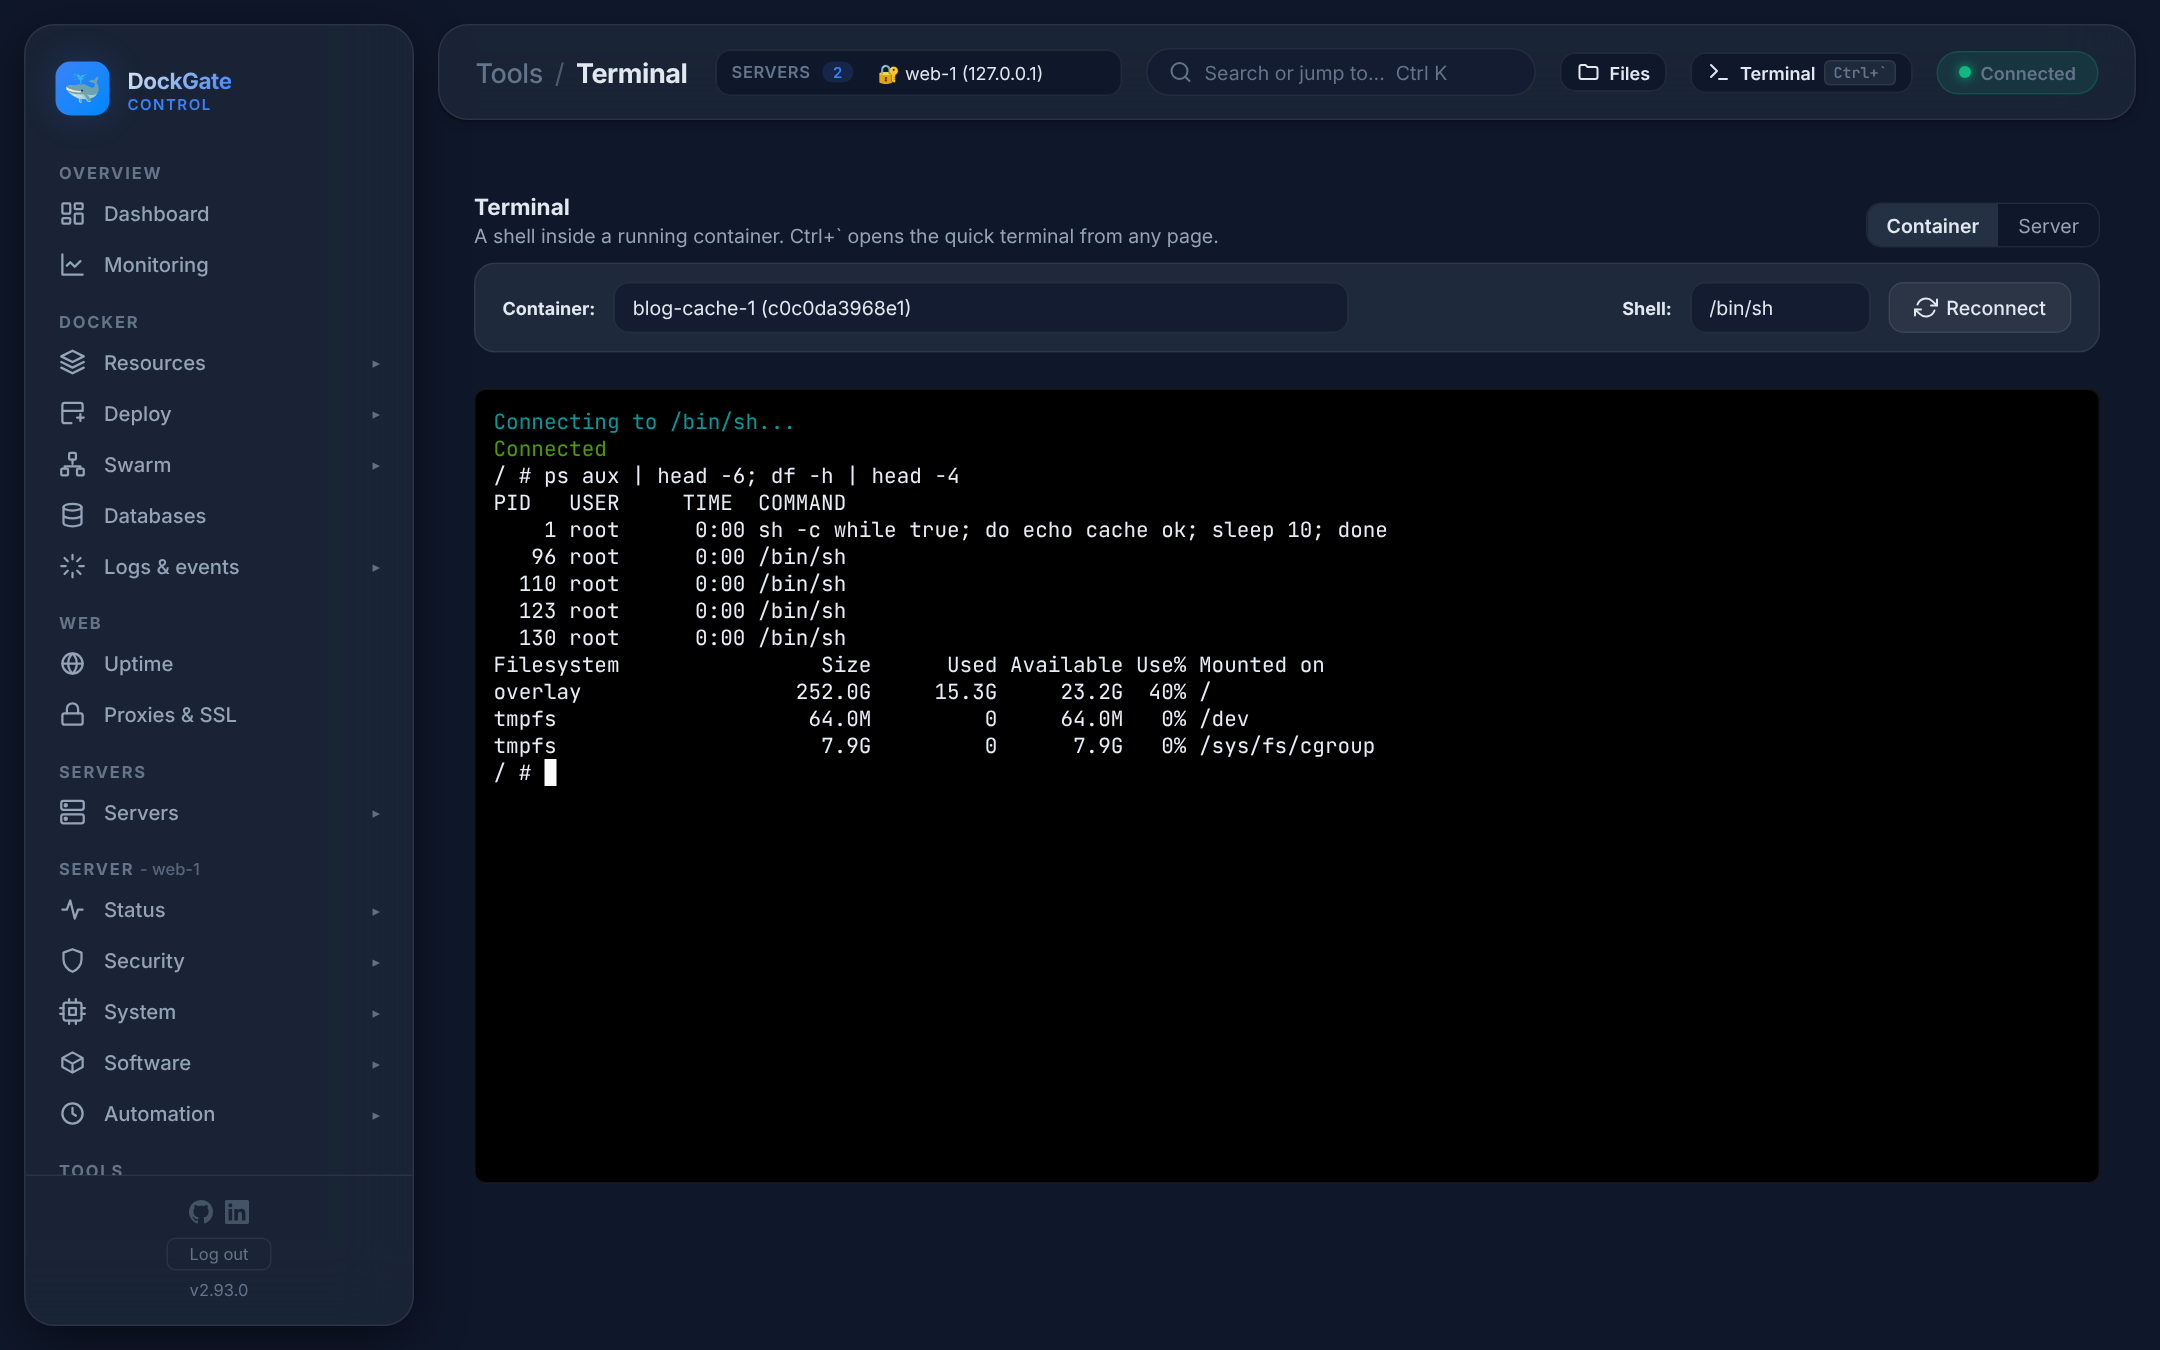 DockGate
CONTROL
OVERVIEW
Dashboard
Monitoring
DOCKER
Resources
Deploy
Swarm
Databases
Logs & events
WEB
Uptime
Proxies & SSL
SERVERS
Servers
SERVER - web-1
Status
Security
System
Software
Automation
TOOLS
Log out
v2.93.0
Tools / Terminal
SERVERS 2 web-1 (127.0.0.1)
Search or jump to... Ctrl K
Files
Terminal Ctrl+`
Connected
Terminal
A shell inside a running container. Ctrl+` opens the quick terminal from any page.
Container Server
Container: blog-cache-1 (c0c0da3968e1)
Shell: /bin/sh
Reconnect
Connecting to /bin/sh...
Connected
/ # ps aux | head -6; df -h | head -4
PID   USER     TIME  COMMAND
    1 root      0:00 sh -c while true; do echo cache ok; sleep 10; done
   96 root      0:00 /bin/sh
  110 root      0:00 /bin/sh
  123 root      0:00 /bin/sh
  130 root      0:00 /bin/sh
Filesystem                Size      Used Available Use% Mounted on
overlay                 252.0G     15.3G     23.2G  40% /
tmpfs                    64.0M         0     64.0M   0% /dev
tmpfs                     7.9G         0      7.9G   0% /sys/fs/cgroup
/ #